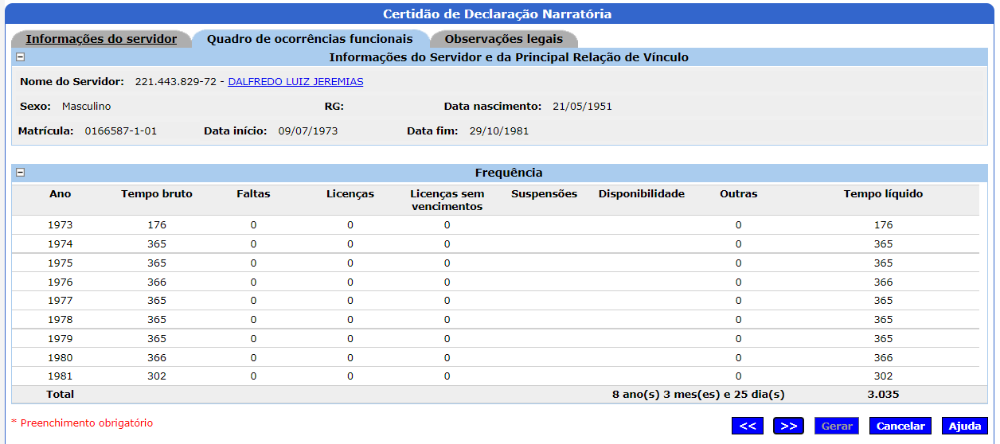 Certidão de Declaração Narratória
Informações do servidor Quadro de ocorrências funcionais Observações legais
Informações do Servidor e da Principal Relação de Vínculo
Nome do Servidor: 221.443.829-72 - DALFREDO LUIZ JEREMIAS
Sexo: Masculino RG: Data nascimento: 21/05/1951
Matrícula: 0166587-1-01 Data início: 09/07/1973 Data fim: 29/10/1981
Frequência
Ano Tempo bruto Faltas Licenças Licenças sem vencimentos Suspensões Disponibilidade Outras Tempo líquido
1973 176 0 0 0 0 176
1974 365 0 0 0 0 365
1975 365 0 0 0 0 365
1976 366 0 0 0 0 366
1977 365 0 0 0 0 365
1978 365 0 0 0 0 365
1979 365 0 0 0 0 365
1980 366 0 0 0 0 366
1981 302 0 0 0 0 302
Total 8 ano(s) 3 mes(es) e 25 dia(s) 3.035
* Preenchimento obrigatório << >> Gerar Cancelar Ajuda